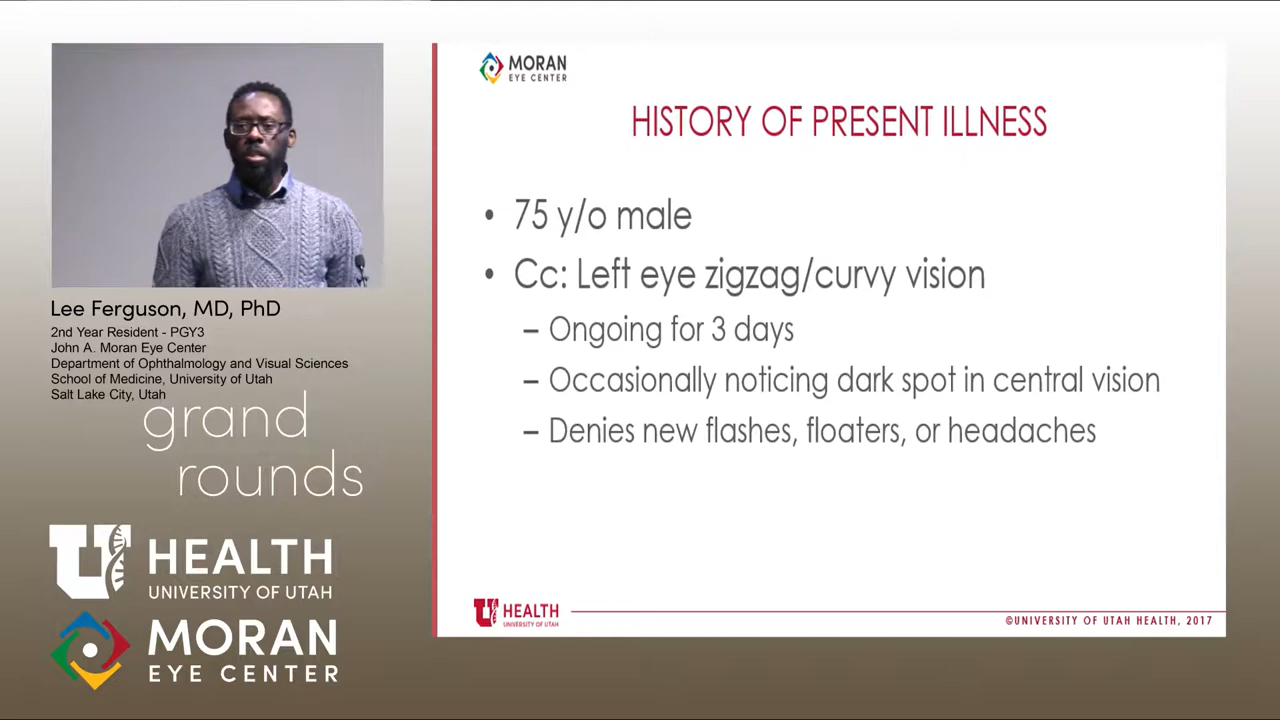 Lee Ferguson, MD, PhD
2nd Year Resident - PGY3
John A. Moran Eye Center
Department of Ophthalmology and Visual Sciences
School of Medicine, University of Utah
Salt Lake City, Utah
grand
rounds
U HEALTH
UNIVERSITY OF UTAH
MORAN
EYE CENTER
MORAN
EYE CENTER
HISTORY OF PRESENT ILLNESS
• 75 y/o male
• Cc: Left eye zigzag/curvy vision
– Ongoing for 3 days
– Occasionally noticing dark spot in central vision
– Denies new flashes, floaters, or headaches
U HEALTH
UNIVERSITY OF UTAH
©UNIVERSITY OF UTAH HEALTH, 2017